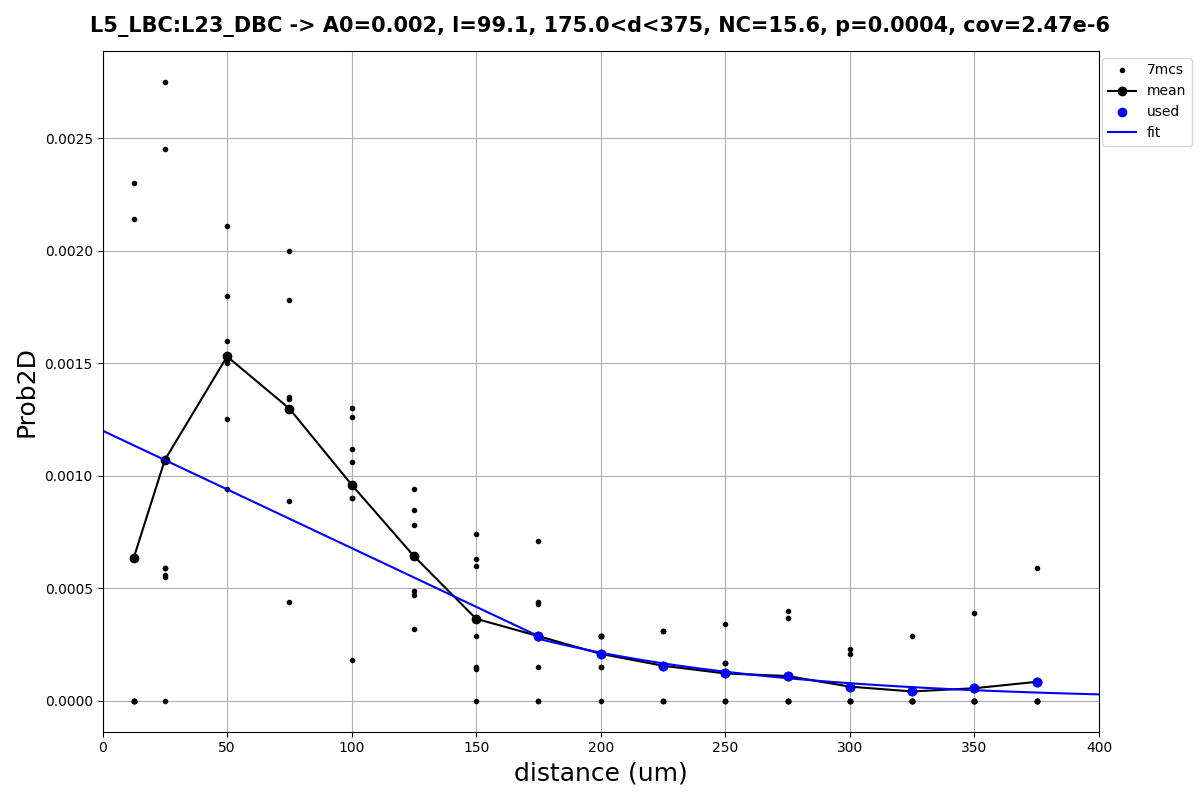 L5_LBC:L23_DBC -> A0=0.002, l=99.1, 175.0<d<375, NC=15.6, p=0.0004, cov=2.47e-6
7mcs
mean
used
fit
Prob2D
0.0025
0.0020
0.0015
0.0010
0.0005
0.0000
0 50 100 150 200 250 300 350 400
distance (um)